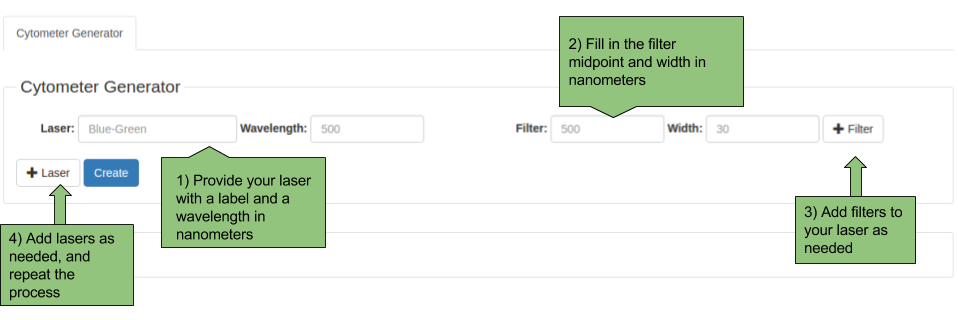 Cytometer Generator
2) Fill in the filter
midpoint and width in
nanometers
Cytometer Generator
Laser: Blue-Green Wavelength: 500 Filter: 500 Width: 30 + Filter
+ Laser Create
1) Provide your laser
with a label and a
wavelength in
nanometers
3) Add filters to
your laser as
needed
4) Add lasers as
needed, and
repeat the
process